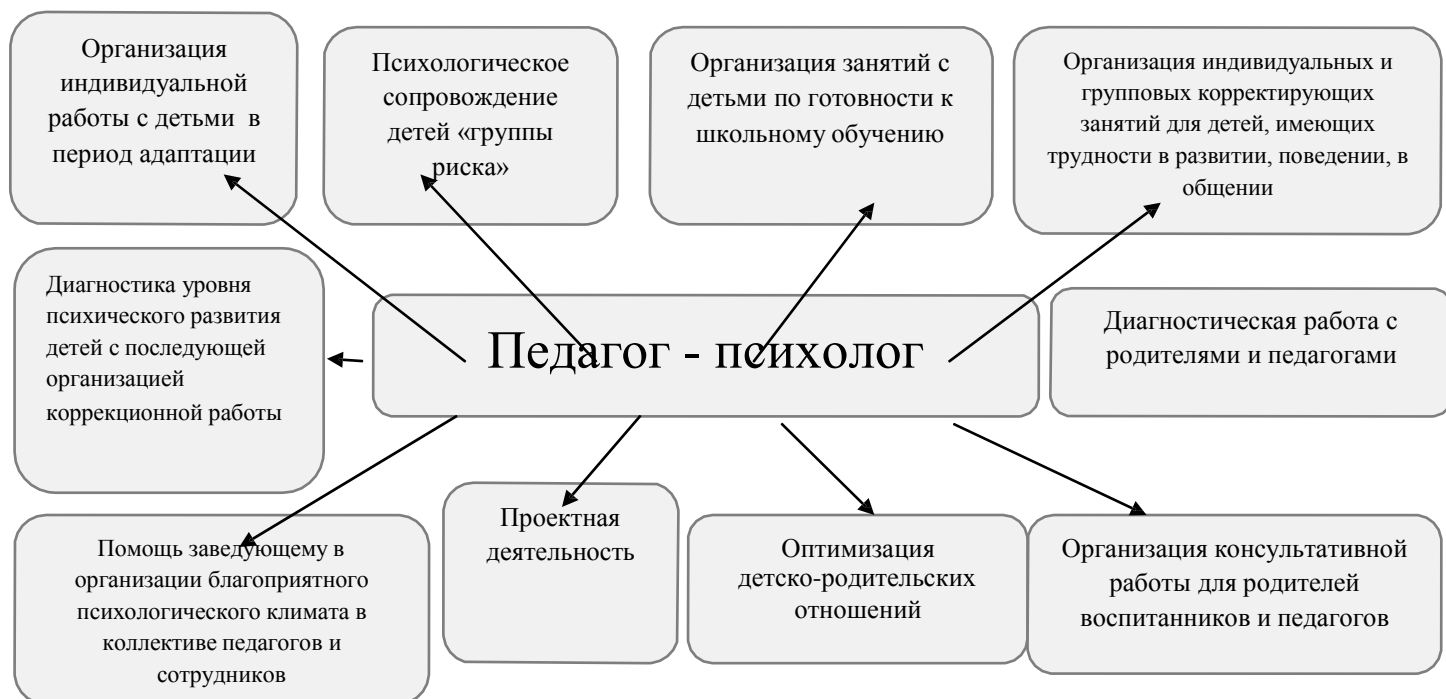 Организация
индивидуальной
работы с детьми в
период адаптации
Психологическое
сопровождение
детей «группы
риска»
Организация занятий с
детьми по готовности к
школьному обучению
Организация индивидуальных и
групповых корректирующих
занятий для детей, имеющих
трудности в развитии, поведении, в
общении
Диагностика уровня
психического развития
детей с последующей
организацией
коррекционной работы
Педагог - психолог
Диагностическая работа с
родителями и педагогами
Помощь заведующему в
организации благоприятного
психологического климата в
коллективе педагогов и
сотрудников
Проектная
деятельность
Оптимизация
детско-родительских
отношений
Организация консультативной
работы для родителей
воспитанников и педагогов